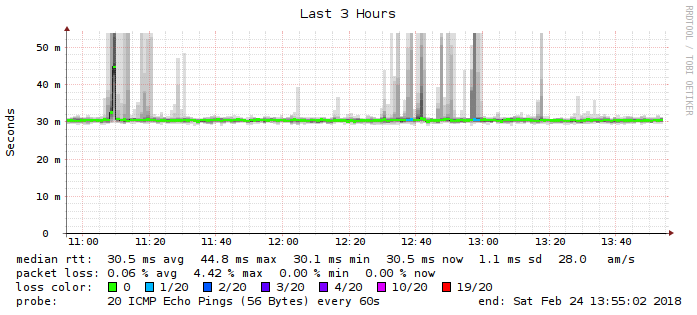 Last 3 Hours
RRDTOOL / TOBI OETIKER
Seconds
50 m
40 m
30 m
20 m
10 m
0
11:00 11:20 11:40 12:00 12:20 12:40 13:00 13:20 13:40
median rtt: 30.5 ms avg 44.8 ms max 30.1 ms min 30.5 ms now 1.1 ms sd 28.0 am/s
packet loss: 0.06 % avg 4.42 % max 0.00 % min 0.00 % now
loss color: 0 1/20 2/20 3/20 4/20 10/20 19/20
probe: 20 ICMP Echo Pings (56 Bytes) every 60s end: Sat Feb 24 13:55:02 2018